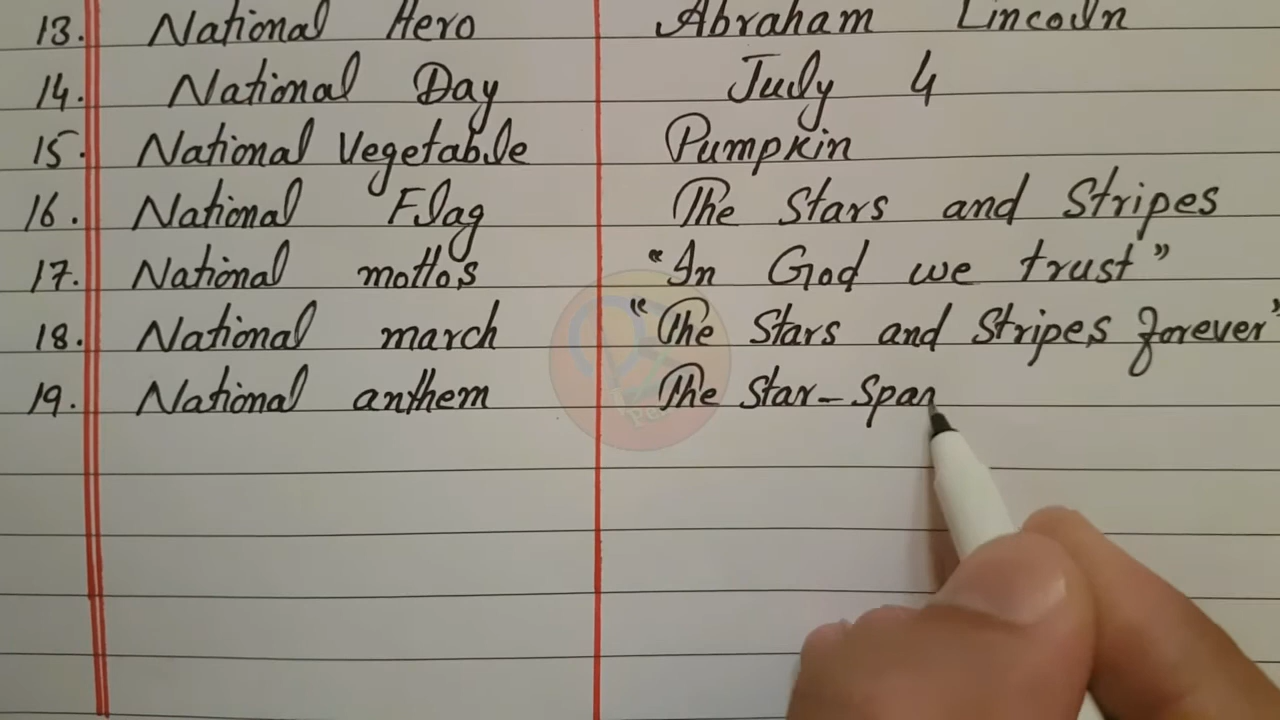 13. National Hero Abraham Lincoln
14. National Day July 4
15. National Vegetable Pumpkin
16. National Flag The Stars and Stripes
17. National mottos "In God we trust"
18. National march "The Stars and Stripes forever"
19. National anthem The Star-Span